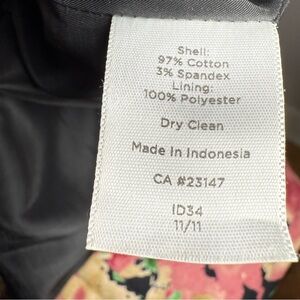 Shell:
97% Cotton
3% Spandex
Lining:
100% Polyester
Dry Clean
Made In Indonesia
CA #23147
ID34
11/11